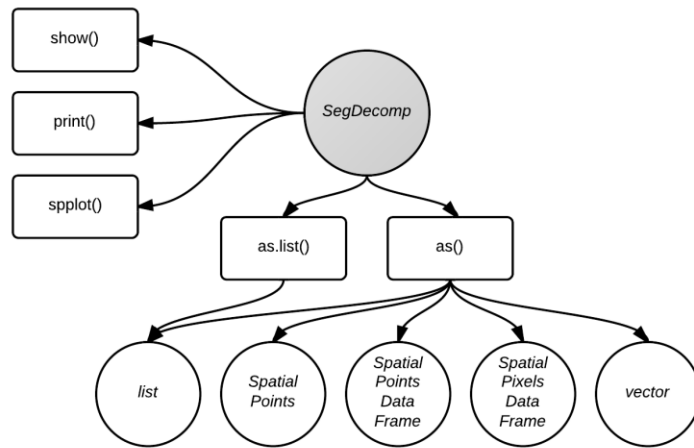 show()
SegDecomp
print()
spplot()
as.list()
as()
list
Spatial
Points
Spatial
Points
Data
Frame
Spatial
Pixels
Data
Frame
vector